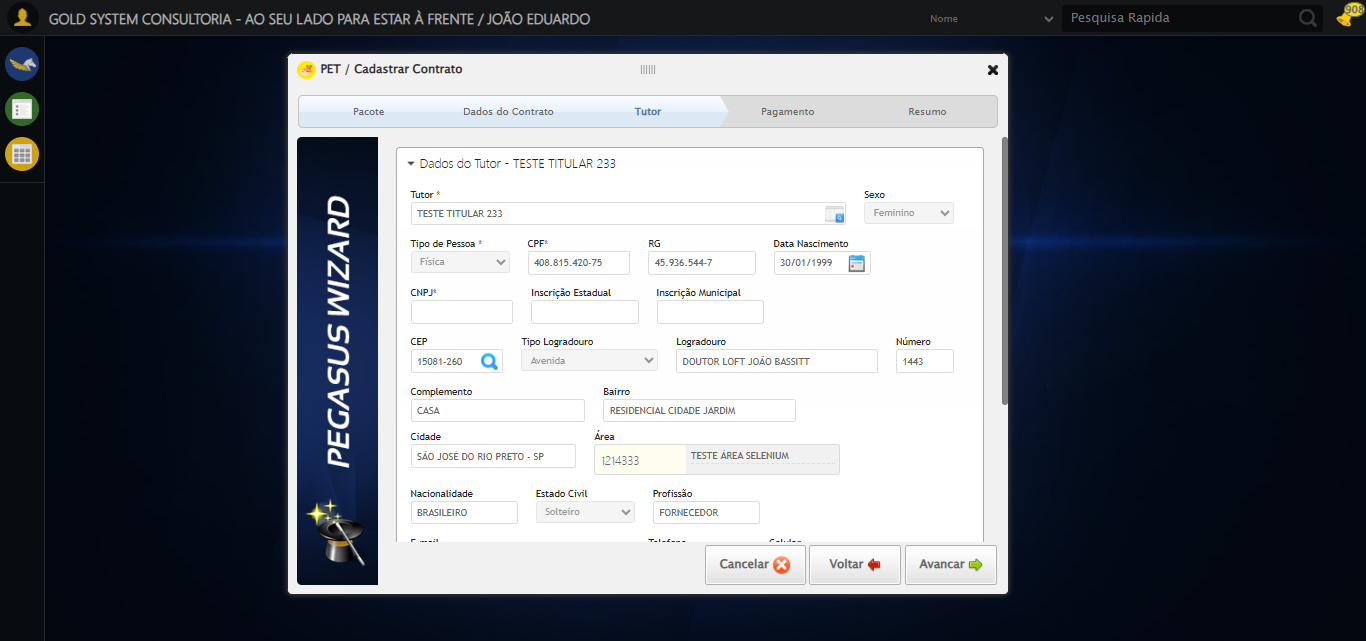 GOLD SYSTEM CONSULTORIA - AO SEU LADO PARA ESTAR À FRENTE / JOÃO EDUARDO
Nome
Pesquisa Rapida
908
PET / Cadastrar Contrato
Pacote
Dados do Contrato
Tutor
Pagamento
Resumo
PEGASUS WIZARD
Dados do Tutor - TESTE TITULAR 233
Tutor * Sexo
TESTE TITULAR 233 Feminino
Tipo de Pessoa * CPF* RG Data Nascimento
Física 408.815.420-75 45.936.544-7 30/01/1999
CNPJ* Inscrição Estadual Inscrição Municipal
CEP Tipo Logradouro Logradouro Número
15081-260 Avenida DOUTOR LOFT JOÃO BASSITT 1443
Complemento Bairro
CASA RESIDENCIAL CIDADE JARDIM
Cidade Área
SÃO JOSÉ DO RIO PRETO - SP 1214333 TESTE ÁREA SELENIUM
Nacionalidade Estado Civil Profissão
BRASILEIRO Solteiro FORNECEDOR
E-mail Telefone Celular
Cancelar Voltar Avancar